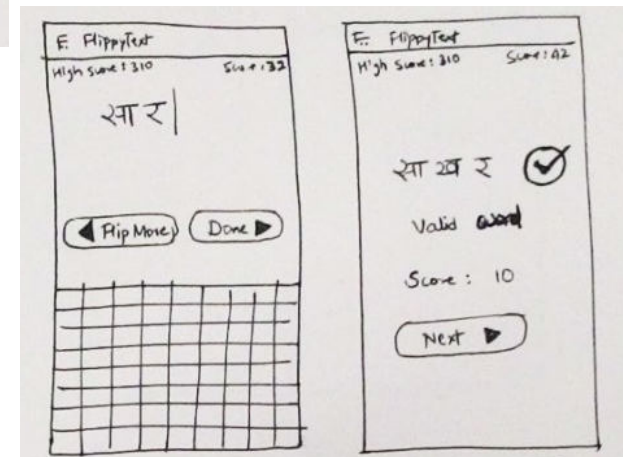 F. FlippyText
High Score: 310 Score: 32
सा र
Flip More
Done
F. FlippyText
High Score: 310 Score: 42
सा ख र
Valid word
Score: 10
Next